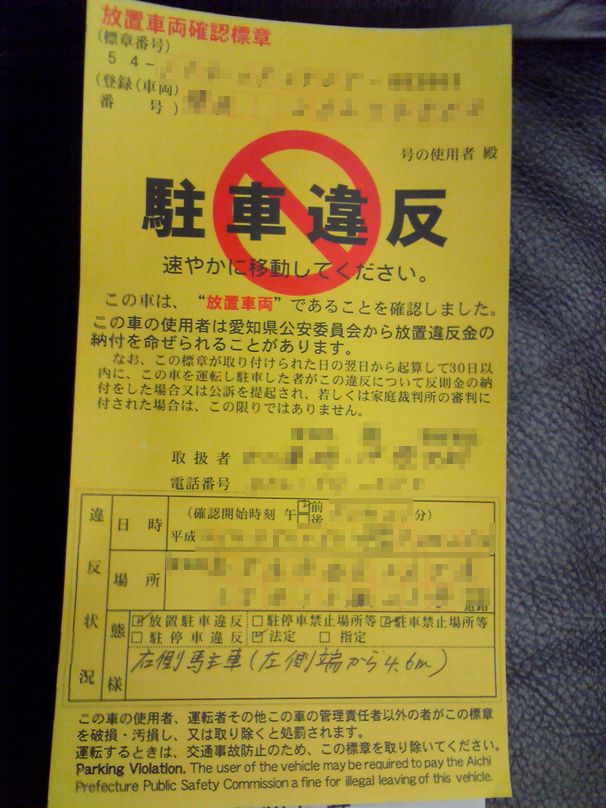 放置車両確認標章
(標章番号)
54-
(登録(車両)
番 号)
号の使用者 殿
駐車違反
速やかに移動してください。
この車は、“放置車両”であることを確認しました。
この車の使用者は愛知県公安委員会から放置違反金の
納付を命ぜられることがあります。
なお、この標章が取り付けられた日の翌日から起算して30日以
内に、この車を運転し駐車した者がこの違反について反則金の納
付をした場合又は公訴を提起され、若しくは家庭裁判所の審判に
付された場合は、この限りではありません。
取扱者
電話番号
違反状況
日時
(確認開始時刻 午 前
後 分)
平成
場所
道路
態様
☑放置駐車違反 □駐停車禁止場所等 ☑駐車禁止場所等
□駐停車違反 ☑法定 □指定
右側駐車(左側端から4.6m)
この車の使用者、運転者その他この車の管理責任者以外の者がこの標章
を破損・汚損し、又は取り除くと処罰されます。
運転するときは、交通事故防止のため、この標章を取り除いてください。
Parking Violation. The user of the vehicle may be required to pay the Aichi
Prefecture Public Safety Commission a fine for illegal leaving of this vehicle.